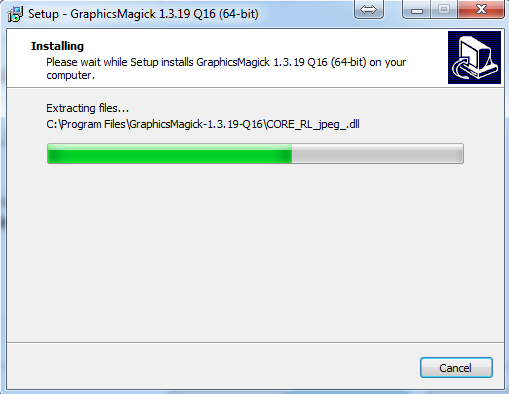 Setup - GraphicsMagick 1.3.19 Q16 (64-bit)
Installing
Please wait while Setup installs GraphicsMagick 1.3.19 Q16 (64-bit) on your
computer.
Extracting files...
C:\Program Files\GraphicsMagick-1.3.19-Q16\CORE_RL_jpeg_.dll
Cancel